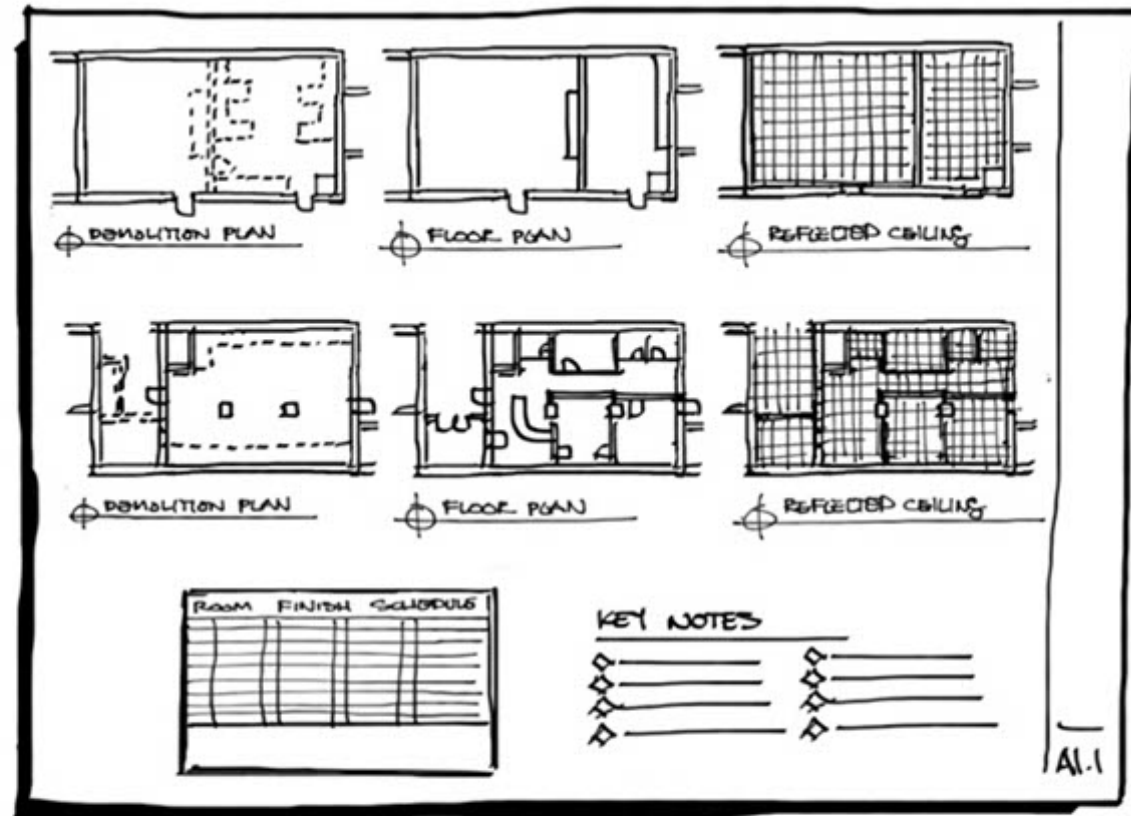 DEMOLITION PLAN
FLOOR PLAN
REFLECTED CEILING
DEMOLITION PLAN
FLOOR PLAN
REFLECTED CEILING
ROOM FINISH SCHEDULE
KEY NOTES
A1.1